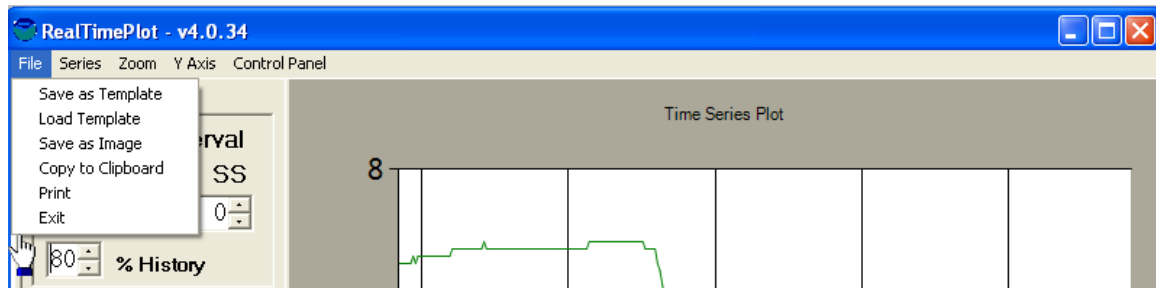 RealTimePlot - v4.0.34
File Series Zoom Y Axis Control Panel
Save as Template
Load Template
Save as Image
Copy to Clipboard
Print
Exit
SS
0
80 % History
Time Series Plot
8